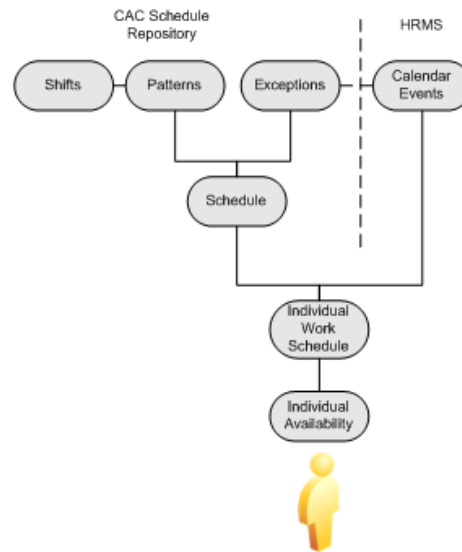 CAC Schedule
Repository
HRMS
Shifts
Patterns
Exceptions
Calendar
Events
Schedule
Individual
Work
Schedule
Individual
Availability